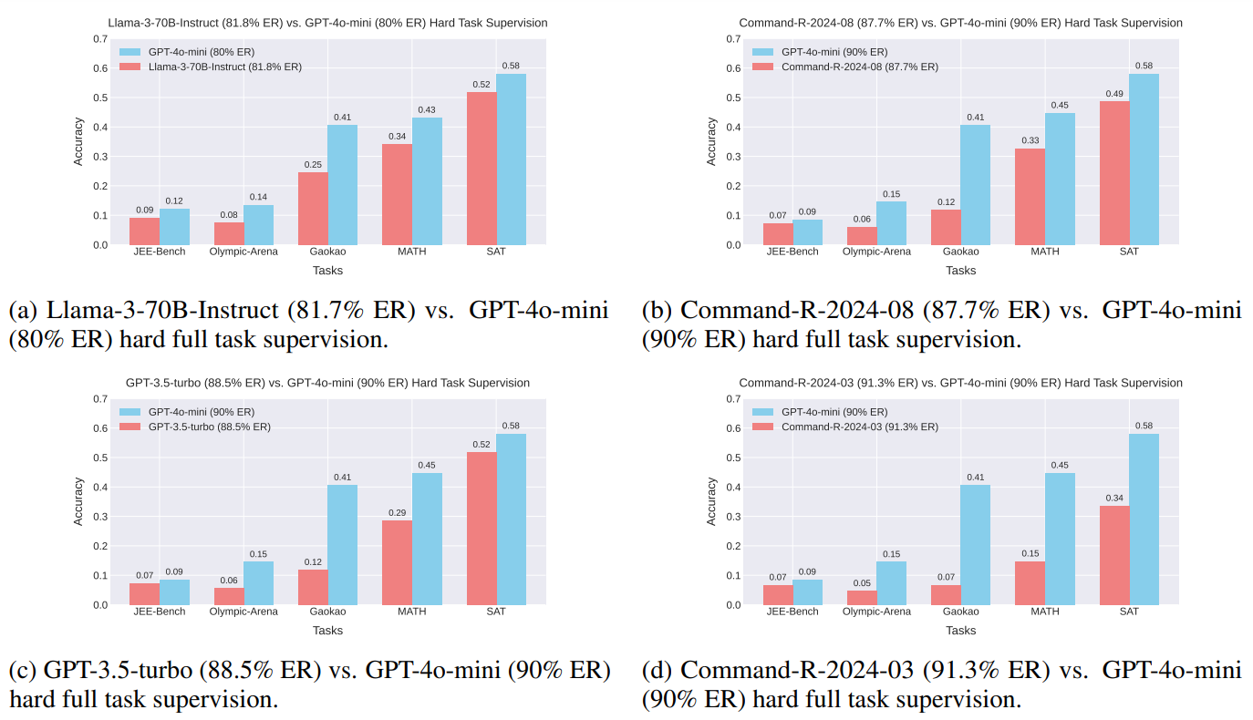 Llama-3-70B-Instruct (81.8% ER) vs. GPT-4o-mini (80% ER) Hard Task Supervision
0.7
0.6
0.5
0.4
0.3
0.2
0.1
0.0
Accuracy
GPT-4o-mini (80% ER)
Llama-3-70B-Instruct (81.8% ER)
0.09 0.12
0.08 0.14
0.25 0.41
0.34 0.43
0.52 0.58
JEE-Bench Olympic-Arena Gaokao MATH SAT
Tasks
(a) Llama-3-70B-Instruct (81.7% ER) vs. GPT-4o-mini
(80% ER) hard full task supervision.
Command-R-2024-08 (87.7% ER) vs. GPT-4o-mini (90% ER) Hard Task Supervision
0.7
0.6
0.5
0.4
0.3
0.2
0.1
0.0
Accuracy
GPT-4o-mini (90% ER)
Command-R-2024-08 (87.7% ER)
0.07 0.09
0.06 0.15
0.12 0.41
0.33 0.45
0.49 0.58
JEE-Bench Olympic-Arena Gaokao MATH SAT
Tasks
(b) Command-R-2024-08 (87.7% ER) vs. GPT-4o-mini
(90% ER) hard full task supervision.
GPT-3.5-turbo (88.5% ER) vs. GPT-4o-mini (90% ER) Hard Task Supervision
0.7
0.6
0.5
0.4
0.3
0.2
0.1
0.0
Accuracy
GPT-4o-mini (90% ER)
GPT-3.5-turbo (88.5% ER)
0.07 0.09
0.06 0.15
0.12 0.41
0.29 0.45
0.52 0.58
JEE-Bench Olympic-Arena Gaokao MATH SAT
Tasks
(c) GPT-3.5-turbo (88.5% ER) vs. GPT-4o-mini (90% ER)
hard full task supervision.
Command-R-2024-03 (91.3% ER) vs. GPT-4o-mini (90% ER) Hard Task Supervision
0.7
0.6
0.5
0.4
0.3
0.2
0.1
0.0
Accuracy
GPT-4o-mini (90% ER)
Command-R-2024-03 (91.3% ER)
0.07 0.09
0.05 0.15
0.07 0.41
0.15 0.45
0.34 0.58
JEE-Bench Olympic-Arena Gaokao MATH SAT
Tasks
(d) Command-R-2024-03 (91.3% ER) vs. GPT-4o-mini
(90% ER) hard full task supervision.